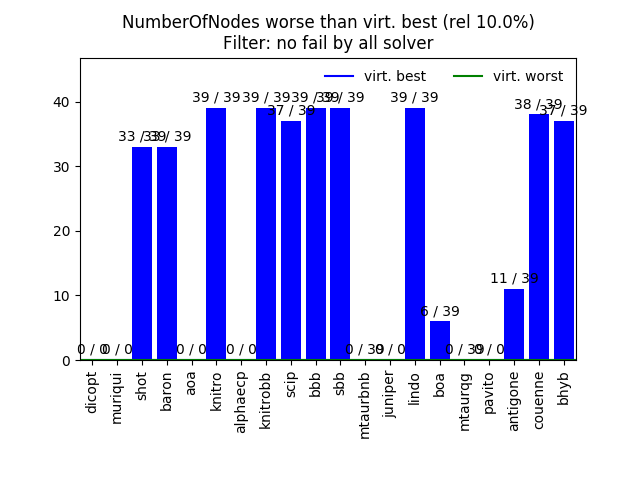 NumberOfNodes worse than virt. best (rel 10.0%)
Filter: no fail by all solver
virt. best
virt. worst
40
30
20
10
0
0 / 0
0 / 0
33 / 39
33 / 39
0 / 0
39 / 39
0 / 0
39 / 39
37 / 39
39 / 39
39 / 39
0 / 39
0 / 0
39 / 39
6 / 39
0 / 39
0 / 0
11 / 39
38 / 39
37 / 39
dicopt
muriqui
shot
baron
aoa
knitro
alphaecp
knitrobb
scip
bbb
sbb
mtaurbnb
juniper
lindo
boa
mtaurqg
pavito
antigone
couenne
bhyb